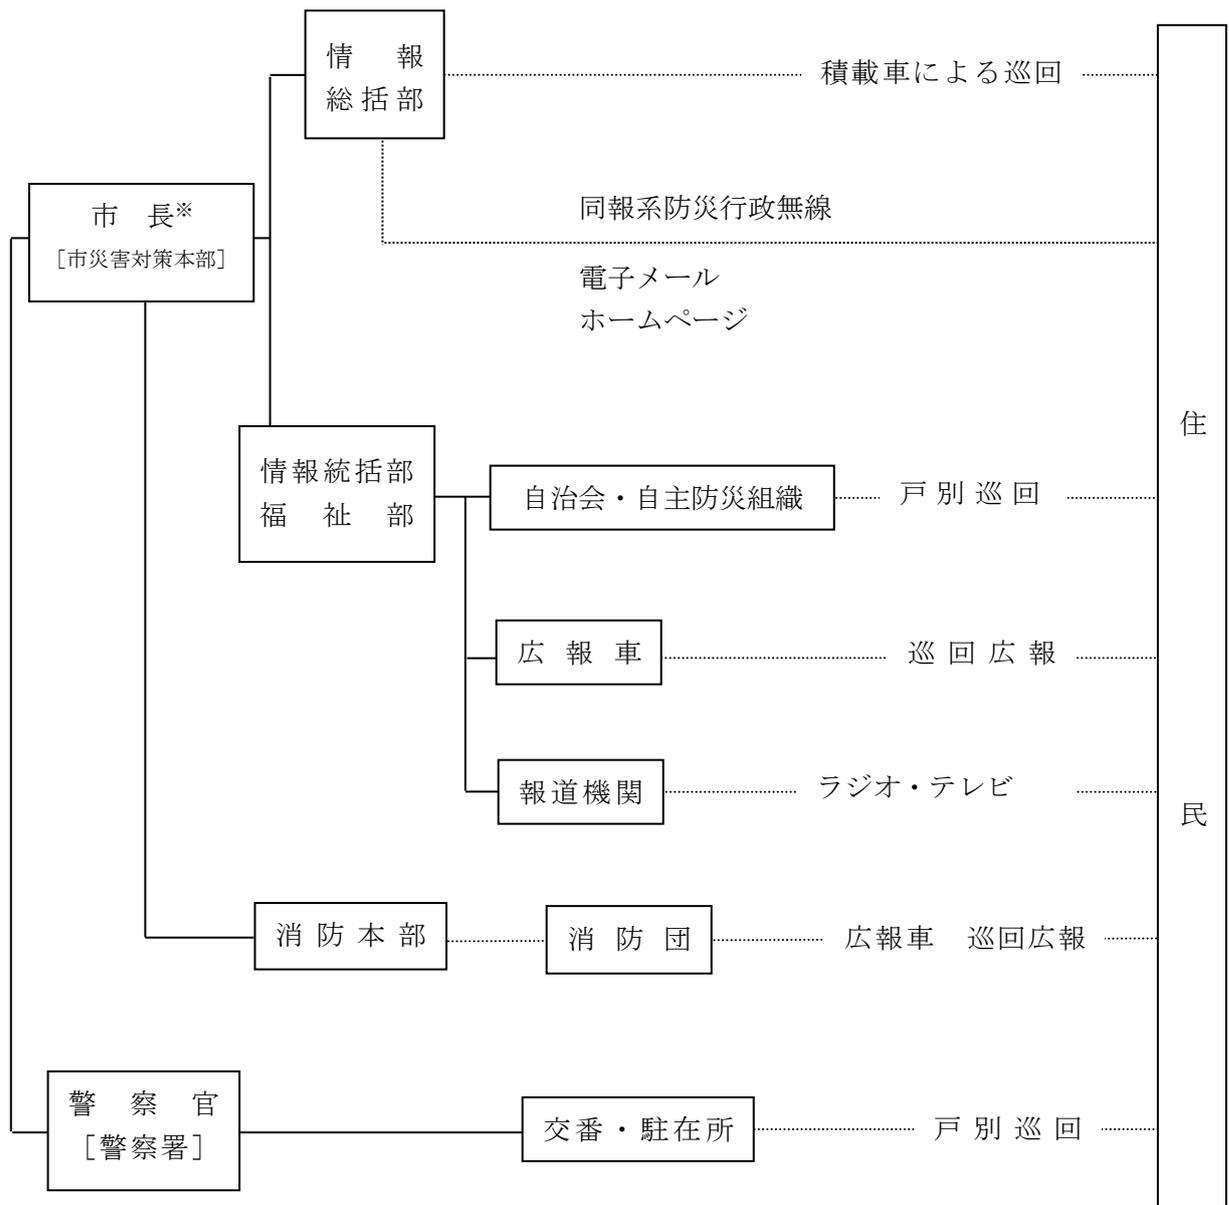 情報
総括部
積載車による巡回
市長※
［市災害対策本部］
同報系防災行政無線
電子メール
ホームページ
情報統括部
福祉部
自治会・自主防災組織
戸別巡回
広報車
巡回広報
報道機関
ラジオ・テレビ
消防本部
消防団
広報車　巡回広報
警察官
［警察署］
交番・駐在所
戸別巡回
住
民